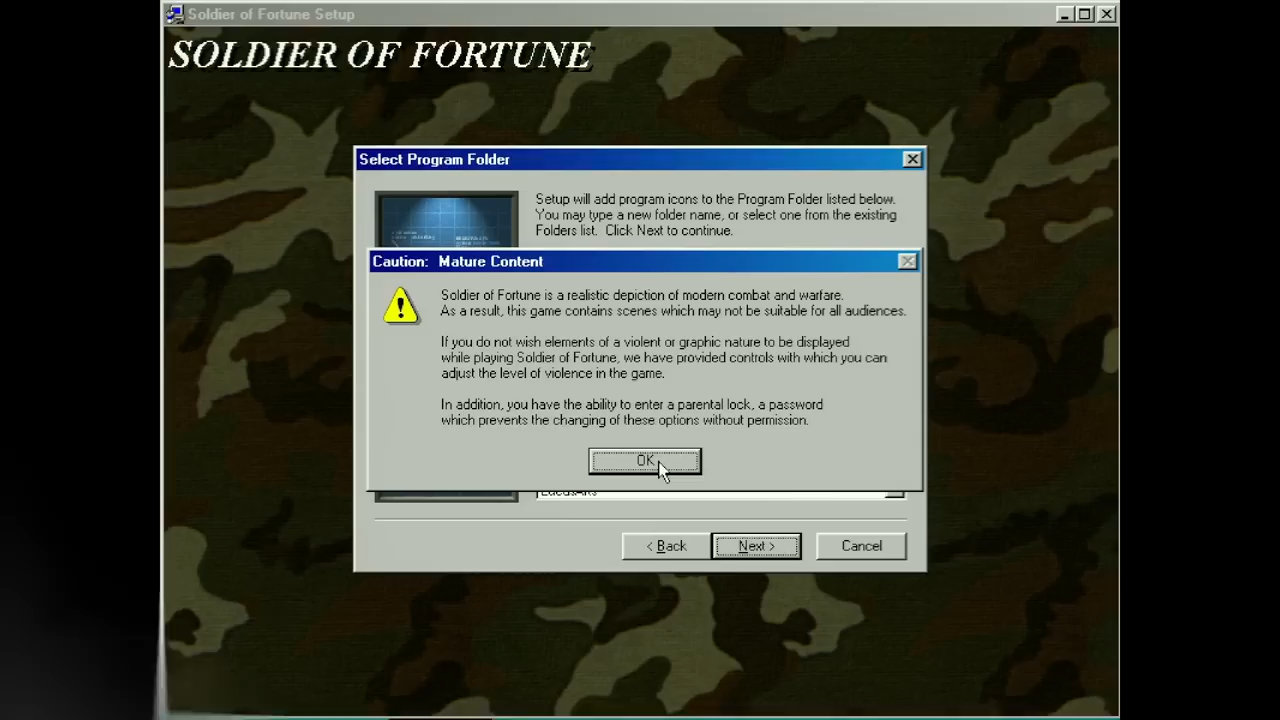 Soldier of Fortune Setup
SOLDIER OF FORTUNE
Select Program Folder
Setup will add program icons to the Program Folder listed below.
You may type a new folder name, or select one from the existing
Folders list. Click Next to continue.
Caution: Mature Content
Soldier of Fortune is a realistic depiction of modern combat and warfare.
As a result, this game contains scenes which may not be suitable for all audiences.
If you do not wish elements of a violent or graphic nature to be displayed
while playing Soldier of Fortune, we have provided controls with which you can
adjust the level of violence in the game.
In addition, you have the ability to enter a parental lock, a password
which prevents the changing of these options without permission.
OK
LucasArts
< Back
Next >
Cancel